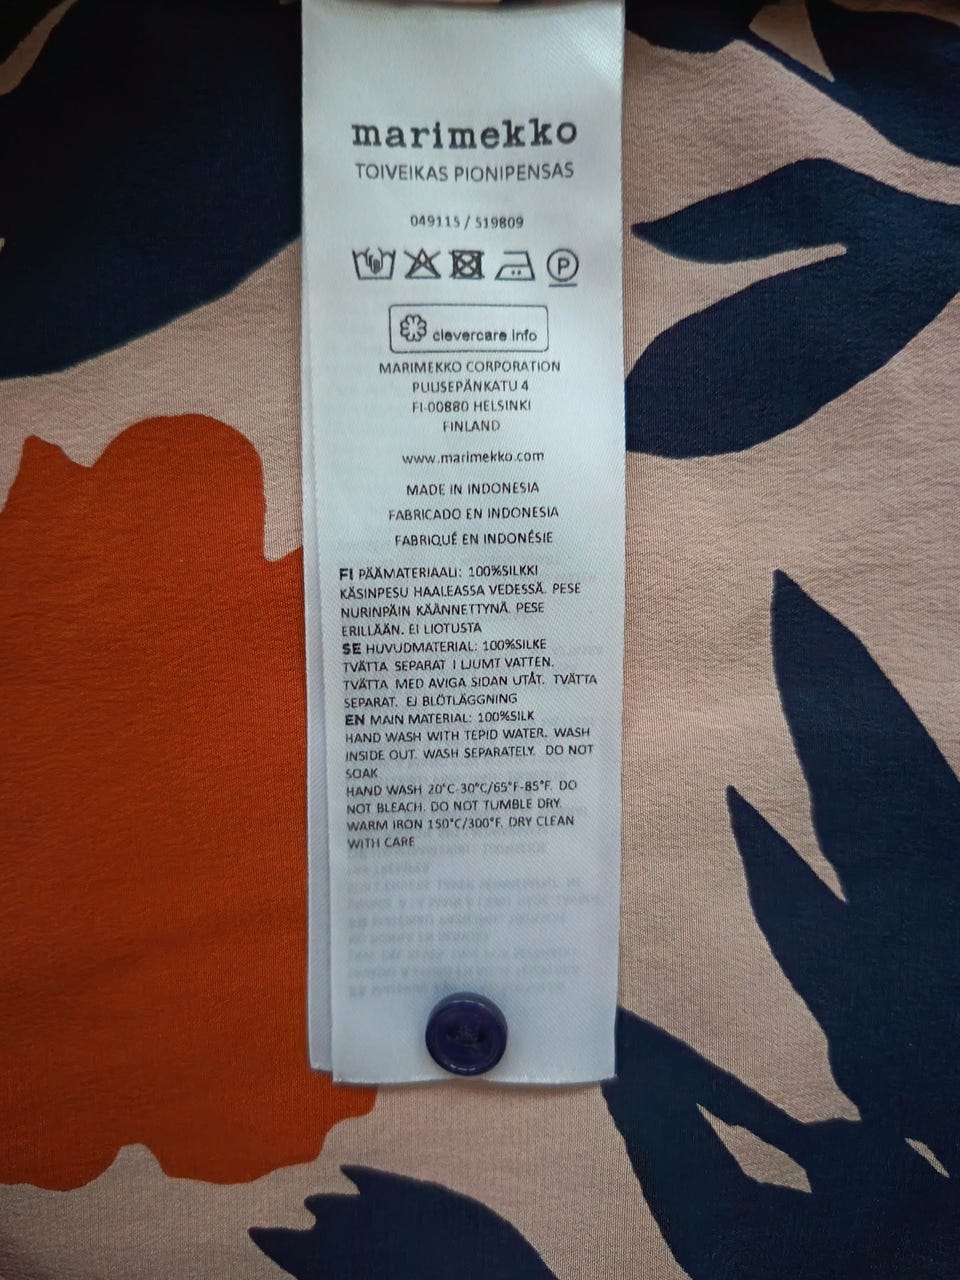 marimekko
TOIVEIKAS PIONIPENSAS
049115 / 519809
P
clevercare.info
MARIMEKKO CORPORATION
PUUSEPÄNKATU 4
FI-00880 HELSINKI
FINLAND
www.marimekko.com
MADE IN INDONESIA
FABRICADO EN INDONESIA
FABRIQUÉ EN INDONÉSIE
FI PÄÄMATERIAALI: 100%SILKKI
KÄSINPESU HAALEASSA VEDESSÄ. PESE
NURINPÄIN KÄÄNNETTYNÄ. PESE
ERILLÄÄN. EI LIOTUSTA
SE HUVUDMATERIAL: 100%SILKE
TVÄTTA SEPARAT I LJUMT VATTEN.
TVÄTTA MED AVIGA SIDAN UTÅT. TVÄTTA
SEPARAT. EJ BLÖTLÄGGNING
EN MAIN MATERIAL: 100%SILK
HAND WASH WITH TEPID WATER. WASH
INSIDE OUT. WASH SEPARATELY. DO NOT
SOAK
HAND WASH 20°C-30°C/65°F-85°F. DO
NOT BLEACH. DO NOT TUMBLE DRY.
WARM IRON 150°C/300°F. DRY CLEAN
WITH CARE